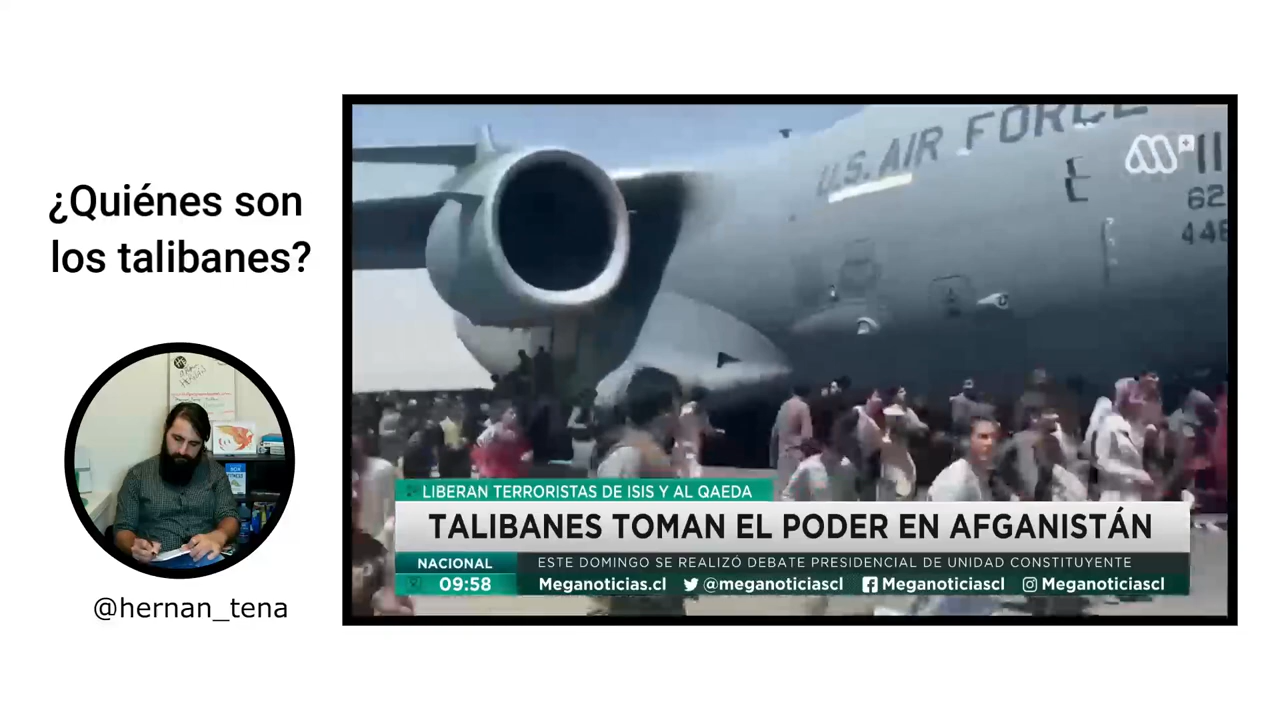 ¿Quiénes son
los talibanes?
@hernan_tena
U.S. AIR FORCE
LIBERAN TERRORISTAS DE ISIS Y AL QAEDA
TALIBANES TOMAN EL PODER EN AFGANISTÁN
NACIONAL
ESTE DOMINGO SE REALIZÓ DEBATE PRESIDENCIAL DE UNIDAD CONSTITUYENTE
09:58
Meganoticias.cl
@meganoticiascl
Meganoticiascl
Meganoticiascl